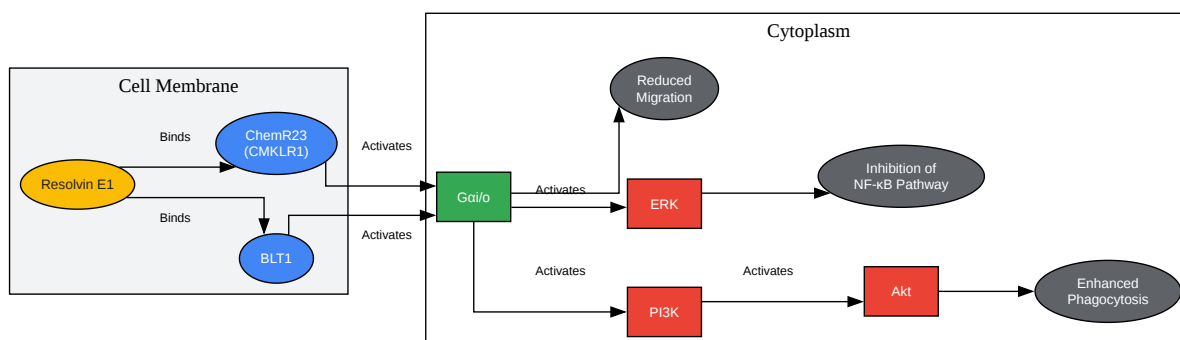 Cytoplasm
Cell Membrane
Reduced
Migration
Binds
ChemR23
(CMKLR1)
Activates
Inhibition of
NF-κB Pathway
Resolvin E1
Gαi/o
Activates
ERK
Binds
Activates
BLT1
Activates
Activates
Akt
Enhanced
Phagocytosis
PI3K